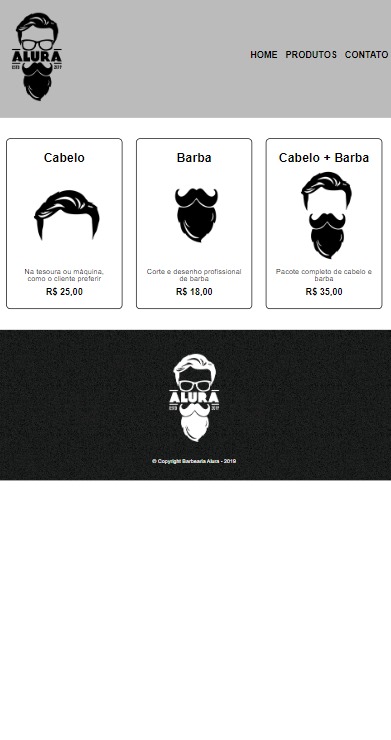 ALURA
ESTD 2019
HOME PRODUTOS CONTATO
Cabelo
Na tesoura ou máquina,
como o cliente preferir
R$ 25,00
Barba
Corte e desenho profissional
de barba
R$ 18,00
Cabelo + Barba
Pacote completo de cabelo e
barba
R$ 35,00
ALURA
ESTD 2019
© Copyright Barbearia Alura - 2019